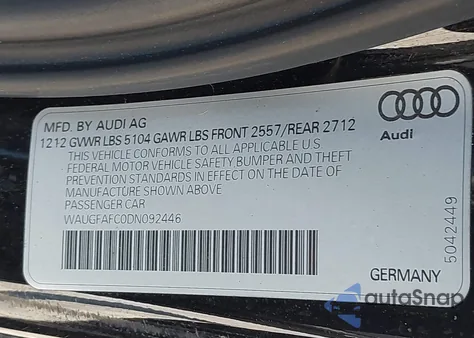 MFD. BY AUDI AG
1212 GVWR LBS 5104 GAWR LBS FRONT 2557/REAR 2712
THIS VEHICLE CONFORMS TO ALL APPLICABLE U.S.
FEDERAL MOTOR VEHICLE SAFETY BUMPER AND THEFT
PREVENTION STANDARDS IN EFFECT ON THE DATE OF
MANUFACTURE SHOWN ABOVE
PASSENGER CAR
WAUGFAFC0DN092446
Audi
5042449
GERMANY
autoSnap